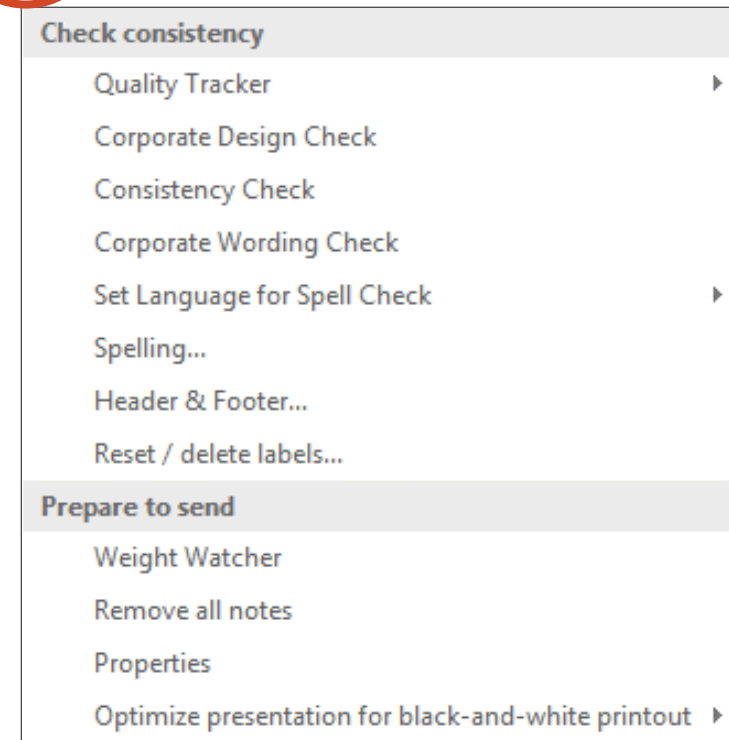 Check consistency
Quality Tracker
Corporate Design Check
Consistency Check
Corporate Wording Check
Set Language for Spell Check
Spelling...
Header & Footer...
Reset / delete labels...
Prepare to send
Weight Watcher
Remove all notes
Properties
Optimize presentation for black-and-white printout